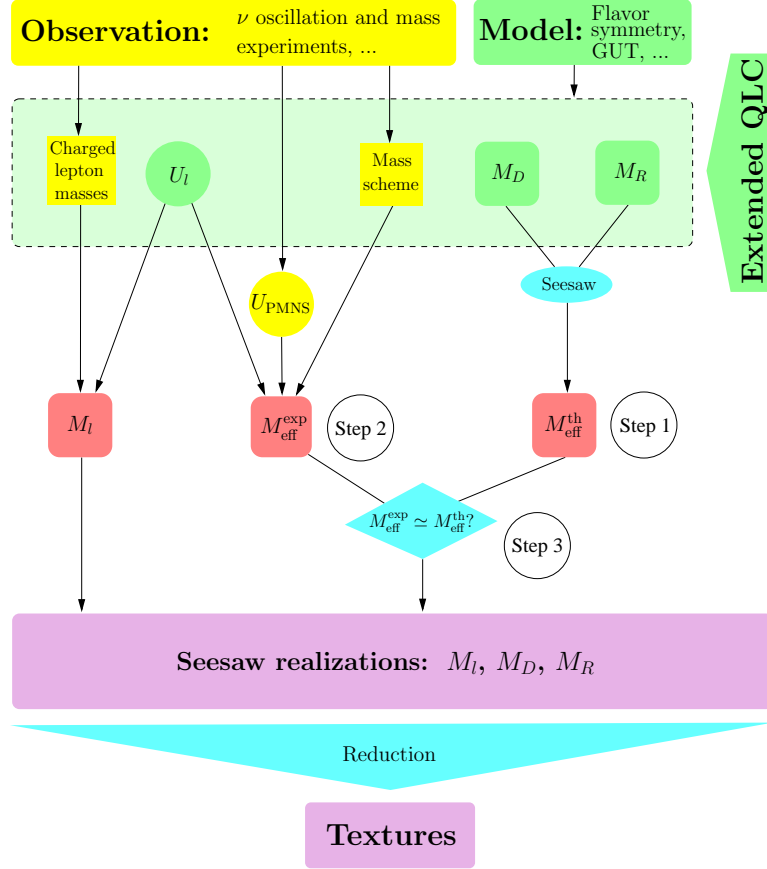 Observation:
ν oscillation and mass
experiments, ...
Model:
Flavor
symmetry,
GUT, ...
Extended QLC
Charged
lepton
masses
U_l
Mass
scheme
M_D
M_R
Seesaw
U_PMNS
M_l
M_eff^exp
Step 2
M_eff^th
Step 1
M_eff^exp ≃ M_eff^th?
Step 3
Seesaw realizations: M_l, M_D, M_R
Reduction
Textures